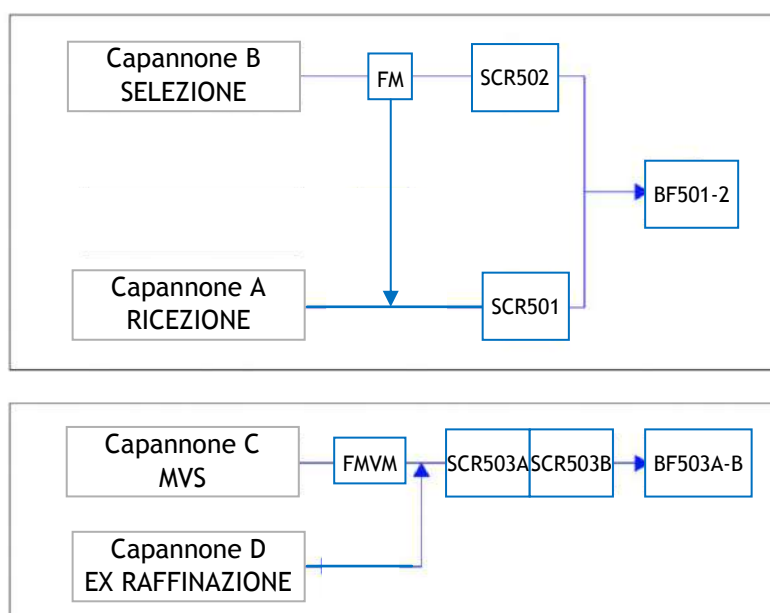 Capannone B
SELEZIONE
FM
SCR502
BF501-2
Capannone A
RICEZIONE
SCR501
Capannone C
MVS
FMVM
SCR503A
SCR503B
BF503A-B
Capannone D
EX RAFFINAZIONE